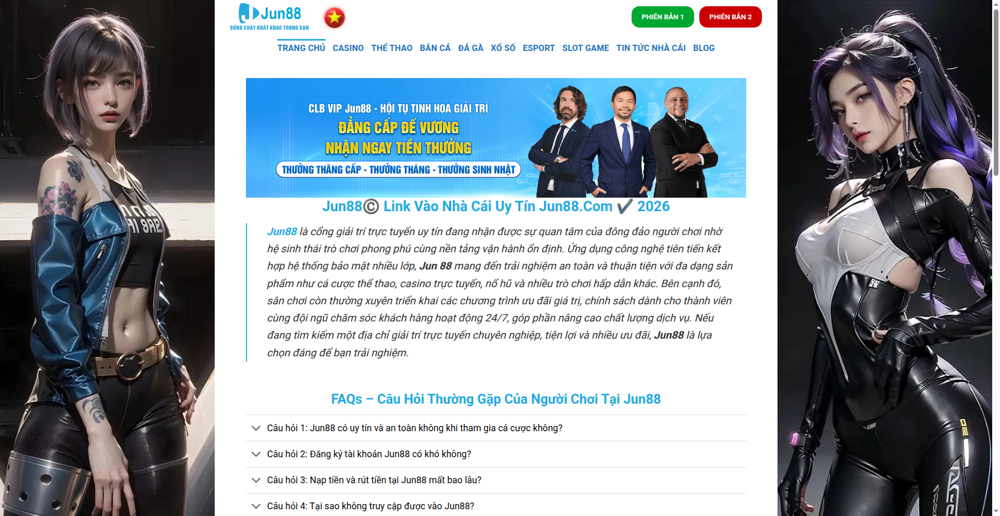 Jun88
BÙNG CHÁY KHÁT KHAO TRONG BẠN
PHIÊN BẢN 1
PHIÊN BẢN 2
TRANG CHỦ CASINO THỂ THAO BẮN CÁ ĐÁ GÀ XỔ SỐ ESPORT SLOT GAME TIN TỨC NHÀ CÁI BLOG
CLB VIP Jun88 - HỘI TỤ TINH HOA GIẢI TRÍ
ĐẲNG CẤP ĐẾ VƯƠNG
NHẬN NGAY TIỀN THƯỞNG
THƯỞNG THĂNG CẤP - THƯỞNG THÁNG - THƯỞNG SINH NHẬT
Jun88©️ Link Vào Nhà Cái Uy Tín Jun88.Com ✔️ 2026
Jun88 là cổng giải trí trực tuyến uy tín đang nhận được sự quan tâm của đông đảo người chơi nhờ
hệ sinh thái trò chơi phong phú cùng nền tảng vận hành ổn định. Ứng dụng công nghệ tiên tiến kết
hợp hệ thống bảo mật nhiều lớp, Jun 88 mang đến trải nghiệm an toàn và thuận tiện với đa dạng sản
phẩm như cá cược thể thao, casino trực tuyến, nổ hũ và nhiều trò chơi hấp dẫn khác. Bên cạnh đó,
sân chơi còn thường xuyên triển khai các chương trình ưu đãi giá trị, chính sách dành cho thành viên
cùng đội ngũ chăm sóc khách hàng hoạt động 24/7, góp phần nâng cao chất lượng dịch vụ. Nếu
đang tìm kiếm một địa chỉ giải trí trực tuyến chuyên nghiệp, tiện lợi và nhiều ưu đãi, Jun88 là lựa
chọn đáng để bạn trải nghiệm.
FAQs – Câu Hỏi Thường Gặp Của Người Chơi Tại Jun88
Câu hỏi 1: Jun88 có uy tín và an toàn không khi tham gia cá cược không?
Câu hỏi 2: Đăng ký tài khoản Jun88 có khó không?
Câu hỏi 3: Nạp tiền và rút tiền tại Jun88 mất bao lâu?
Câu hỏi 4: Tại sao không truy cập được vào Jun88?